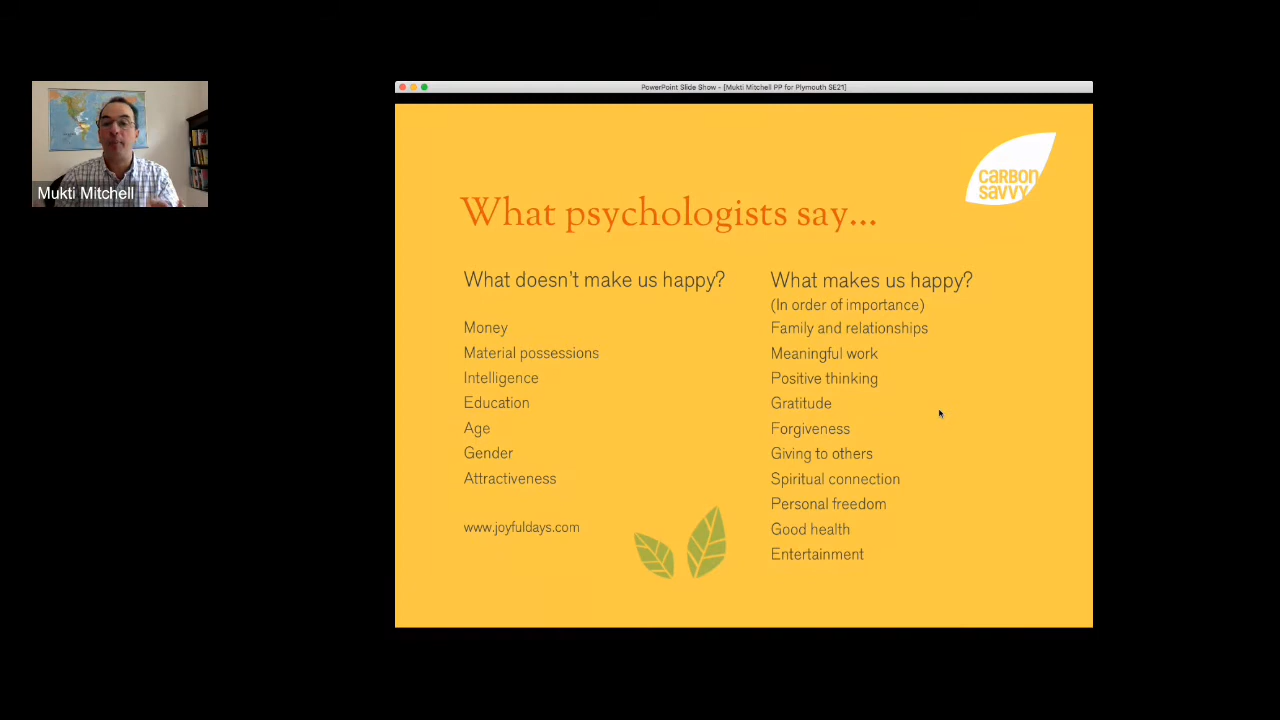 PowerPoint Slide Show - [Mukti Mitchell PP for Plymouth SE21]
Mukti Mitchell
CARBON
SAVVY
What psychologists say...
What doesn't make us happy?
Money
Material possessions
Intelligence
Education
Age
Gender
Attractiveness
www.joyfuldays.com
What makes us happy?
(In order of importance)
Family and relationships
Meaningful work
Positive thinking
Gratitude
Forgiveness
Giving to others
Spiritual connection
Personal freedom
Good health
Entertainment